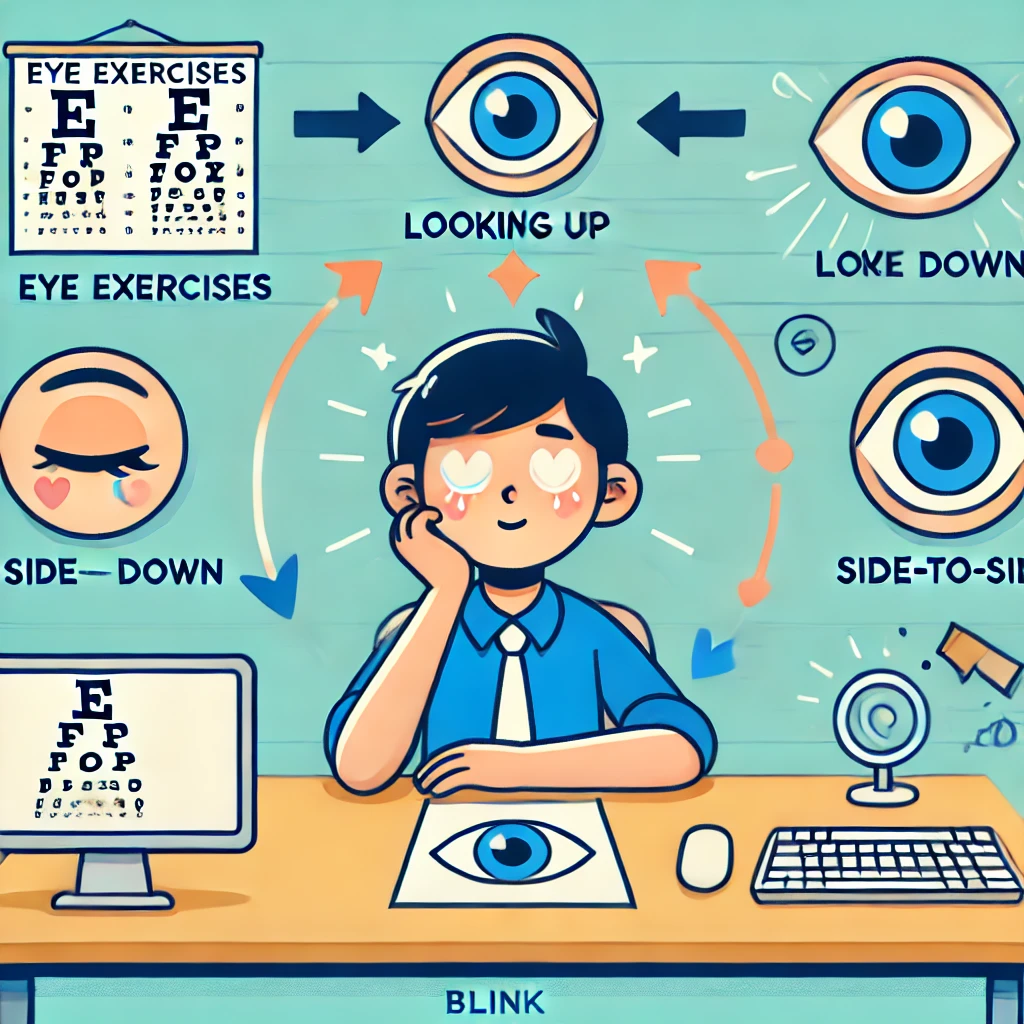 EYE EXERCISES
E E
F P F P
P O P P O X
EYE EXERCISES
LOOKING UP
LOKE DOWN
SIDE—DOWN
SIDE-TO-SI
E
F P
P O P
BLINK